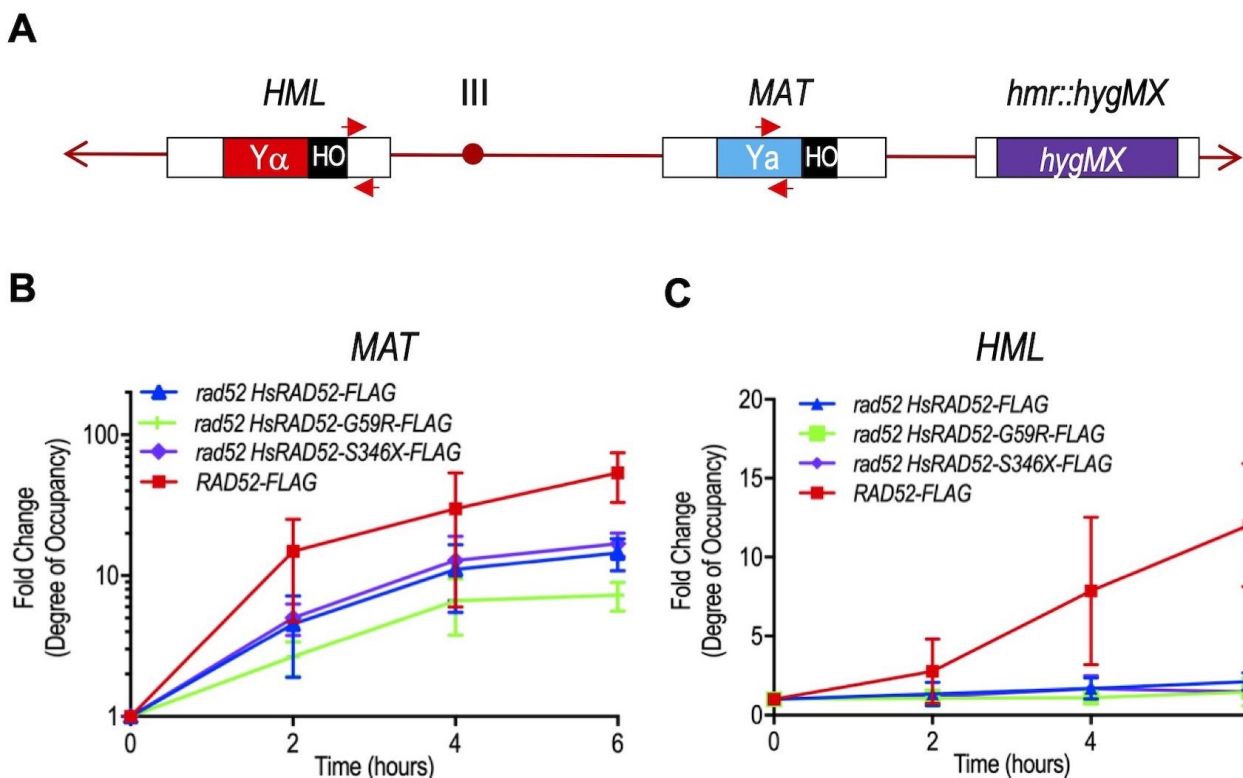 A
HML III MAT hmr::hygMX
Yα HO Ya HO hygMX
B
MAT
rad52 HsRAD52-FLAG
rad52 HsRAD52-G59R-FLAG
rad52 HsRAD52-S346X-FLAG
RAD52-FLAG
Fold Change
(Degree of Occupancy)
100
10
1
0 2 4 6
Time (hours)
C
HML
rad52 HsRAD52-FLAG
rad52 HsRAD52-G59R-FLAG
rad52 HsRAD52-S346X-FLAG
RAD52-FLAG
Fold Change
(Degree of Occupancy)
20
15
10
5
0
0 2 4
Time (hours)